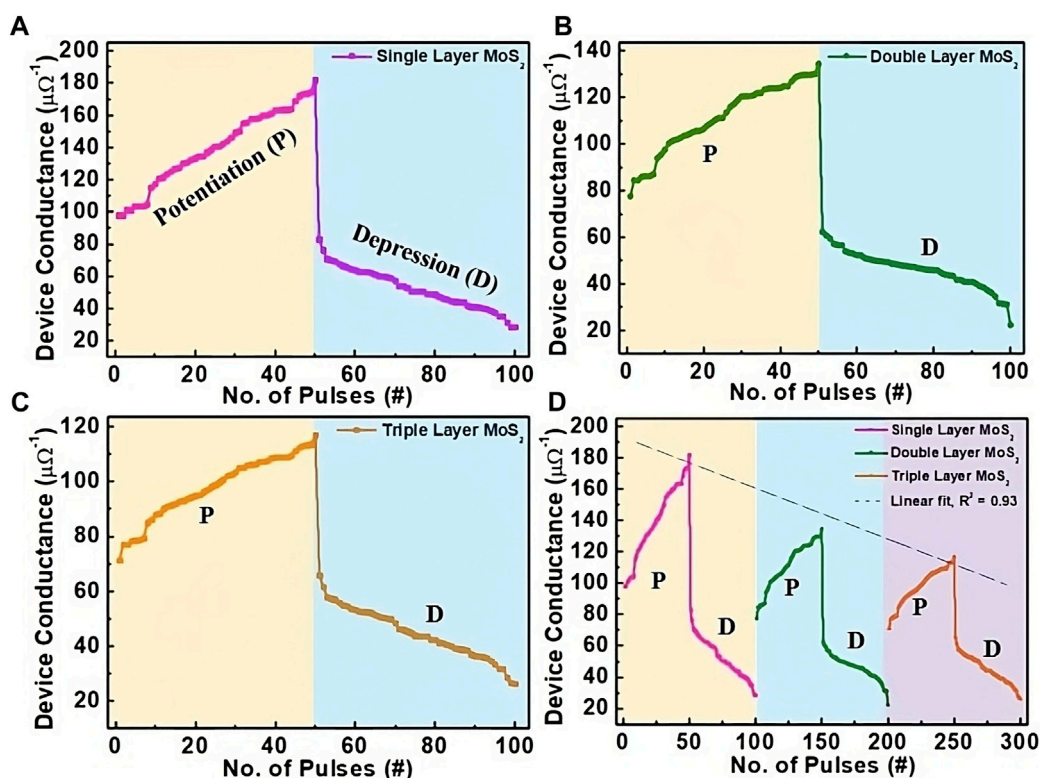 A
Device Conductance (μΩ⁻¹)
200
180
160
140
120
100
80
60
40
20
Single Layer MoS₂
Potentiation (P)
Depression (D)
0 20 40 60 80 100
No. of Pulses (#)
B
Device Conductance (μΩ⁻¹)
140
120
100
80
60
40
20
Double Layer MoS₂
P
D
0 20 40 60 80 100
No. of Pulses (#)
C
Device Conductance (μΩ⁻¹)
120
100
80
60
40
20
Triple Layer MoS₂
P
D
0 20 40 60 80 100
No. of Pulses (#)
D
Device Conductance (μΩ⁻¹)
200
180
160
140
120
100
80
60
40
20
Single Layer MoS₂
Double Layer MoS₂
Triple Layer MoS₂
Linear fit, R² = 0.93
P
D
P
D
P
D
0 50 100 150 200 250 300
No. of Pulses (#)